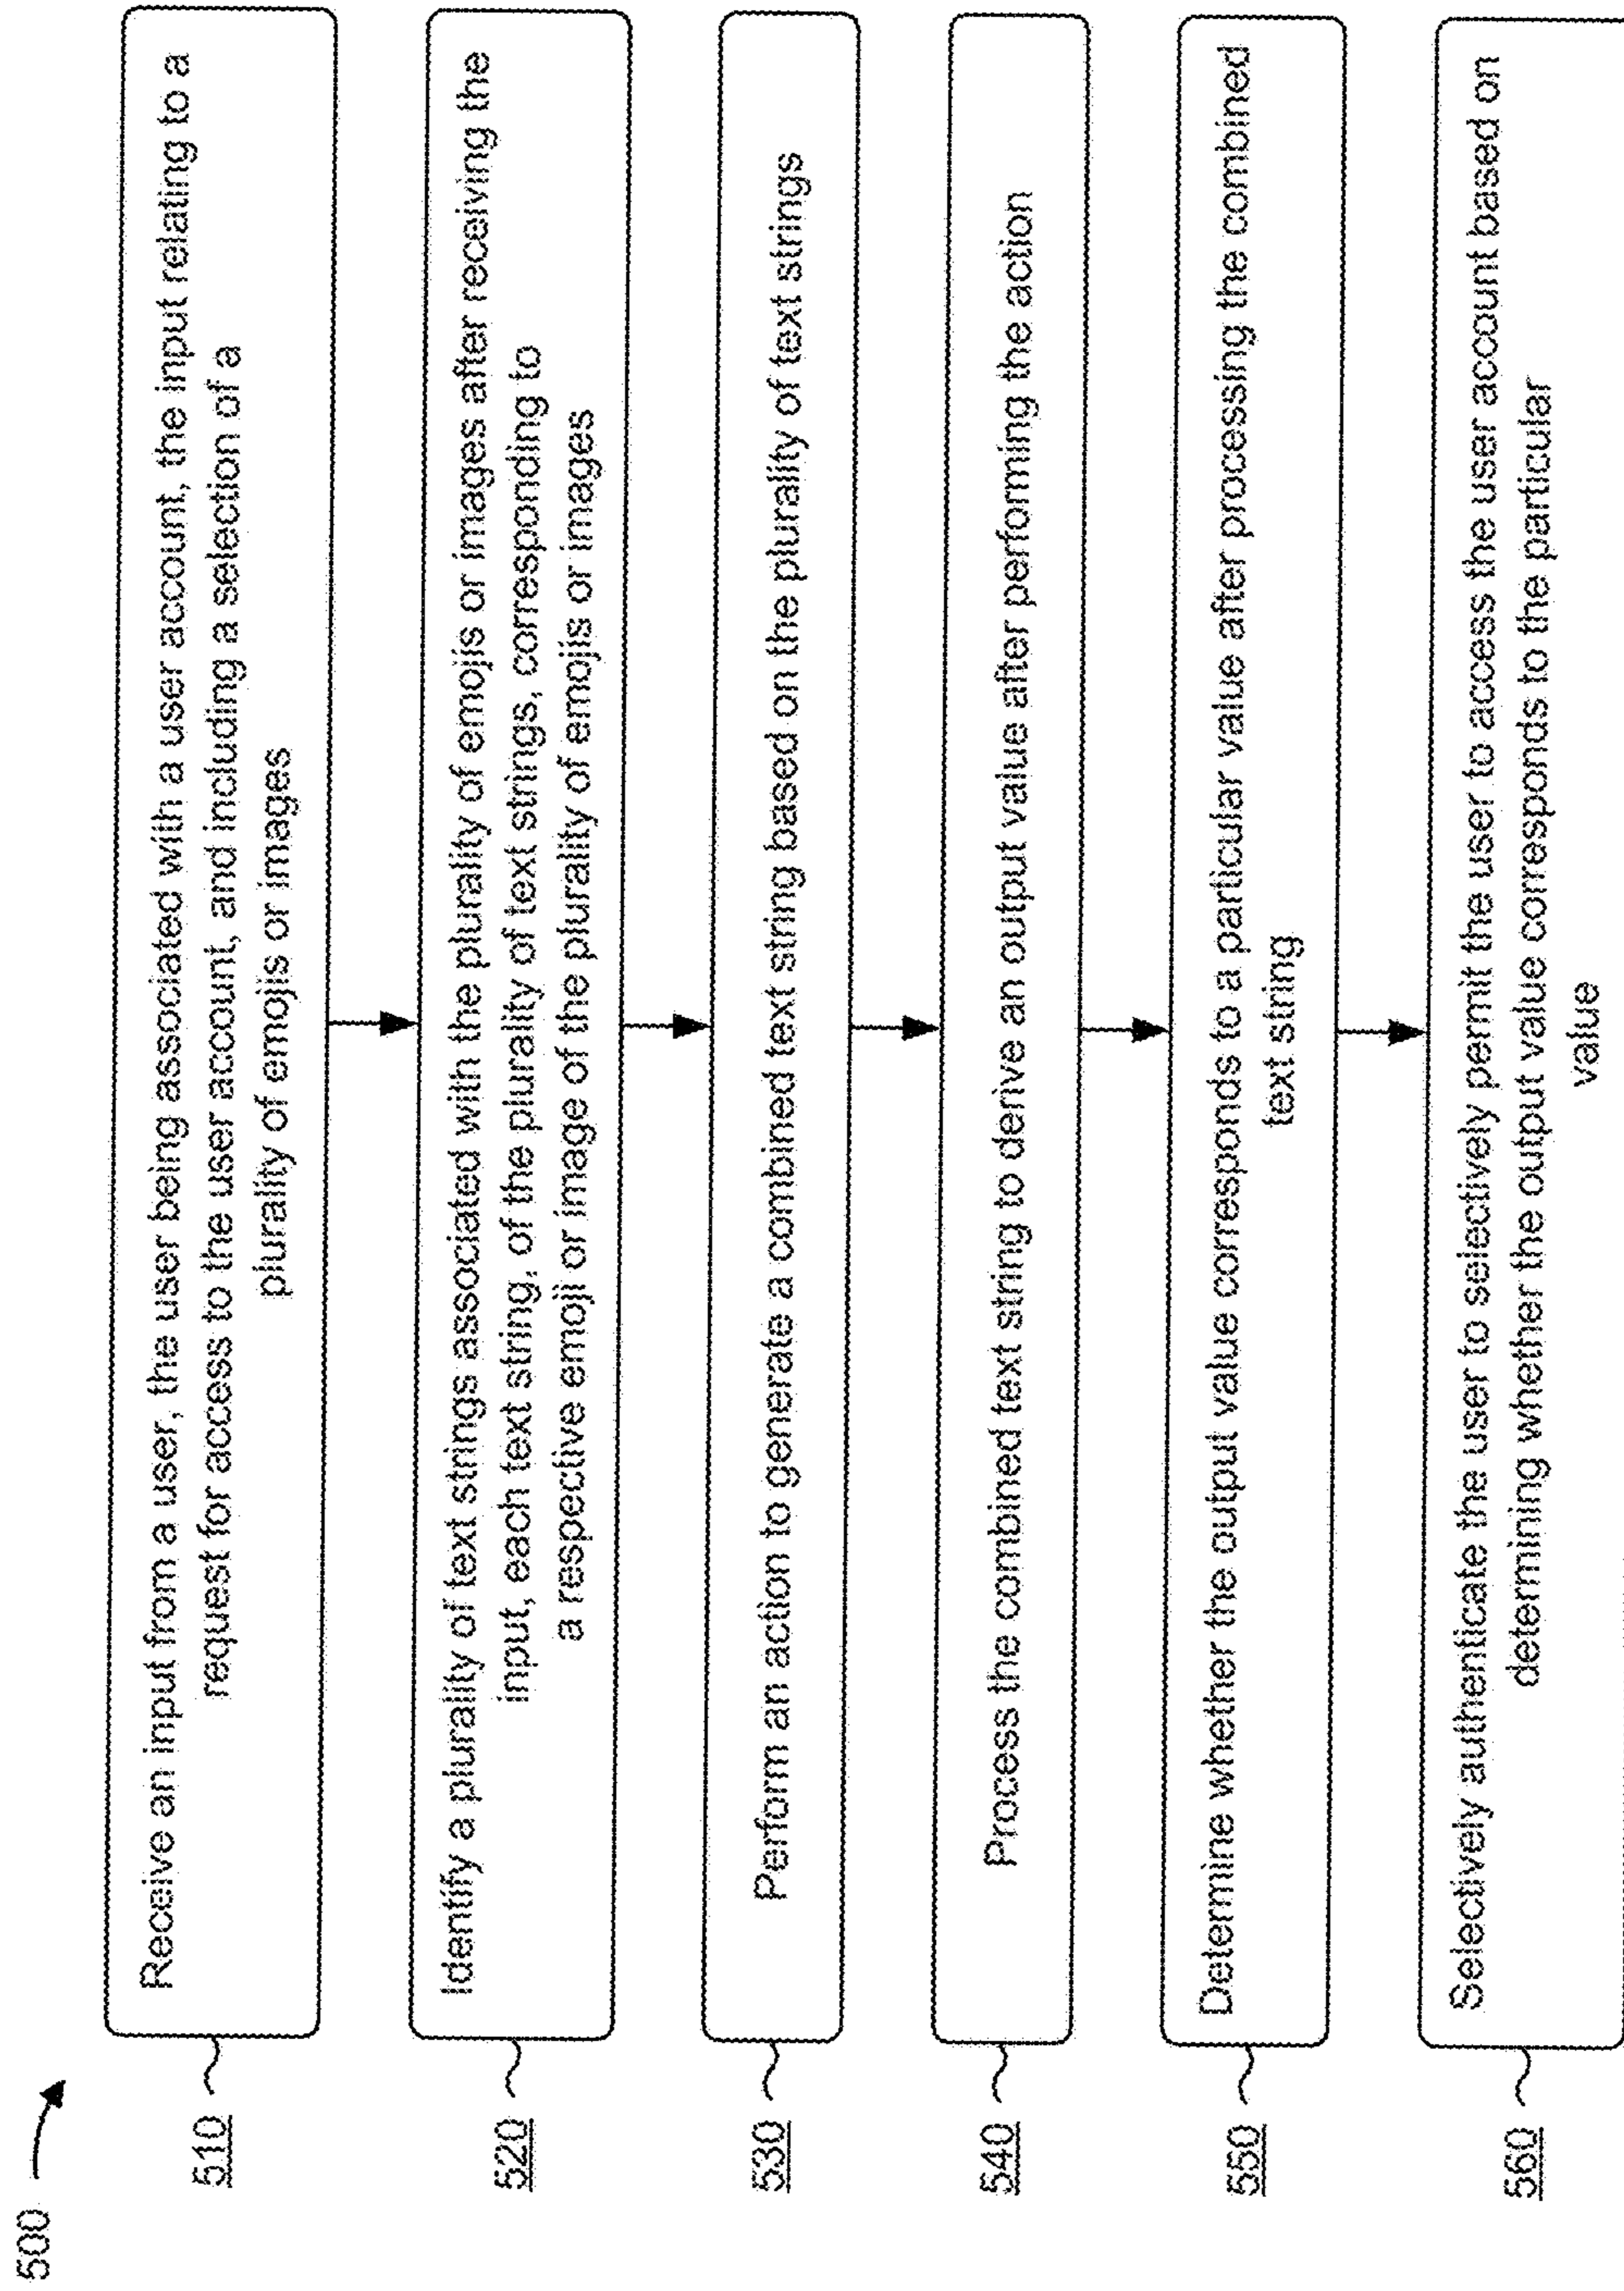 500
510
Receive an input from a user, the user being associated with a user account, the input relating to a
request for access to the user account, and including a selection of a
plurality of emojis or images
520
Identify a plurality of text strings associated with the plurality of emojis or images after receiving the
input, each text string, of the plurality of text strings, corresponding to
a respective emoji or image of the plurality of emojis or images
530
Perform an action to generate a combined text string based on the plurality of text strings
540
Process the combined text string to derive an output value after performing the action
550
Determine whether the output value corresponds to a particular value after processing the combined
text string
560
Selectively authenticate the user to selectively permit the user to access the user account based on
determining whether the output value corresponds to the particular
value